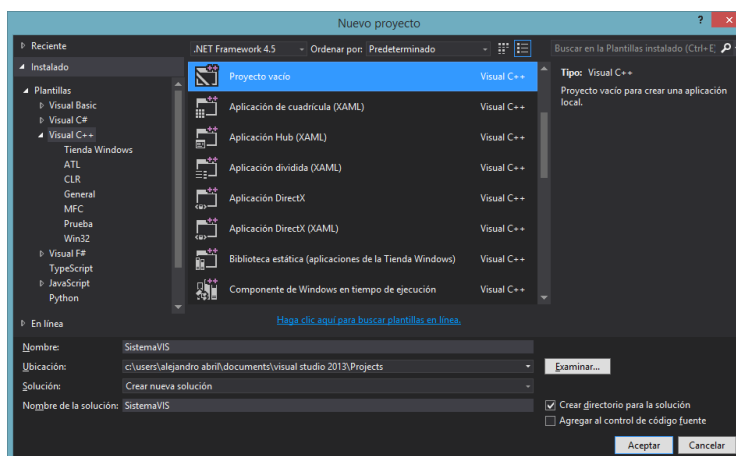 Nuevo proyecto
Reciente
.NET Framework 4.5 Ordenar por: Predeterminado
Buscar en la Plantillas instalado (Ctrl+E
Instalado
Plantillas
Visual Basic
Visual C#
Visual C++
Tienda Windows
ATL
CLR
General
MFC
Prueba
Win32
Visual F#
TypeScript
JavaScript
Python
En línea
Proyecto vacío Visual C++
Aplicación de cuadrícula (XAML) Visual C++
Aplicación Hub (XAML) Visual C++
Aplicación dividida (XAML) Visual C++
Aplicación DirectX Visual C++
Aplicación DirectX (XAML) Visual C++
Biblioteca estática (aplicaciones de la Tienda Windows) Visual C++
Componente de Windows en tiempo de ejecución Visual C++
Haga clic aquí para buscar plantillas en línea.
Tipo: Visual C++
Proyecto vacío para crear una aplicación
local.
Nombre: SistemaVIS
Ubicación: c:\users\alejandro abril\documents\visual studio 2013\Projects Examinar...
Solución: Crear nueva solución
Nombre de la solución: SistemaVIS
Crear directorio para la solución
Agregar al control de código fuente
Aceptar Cancelar